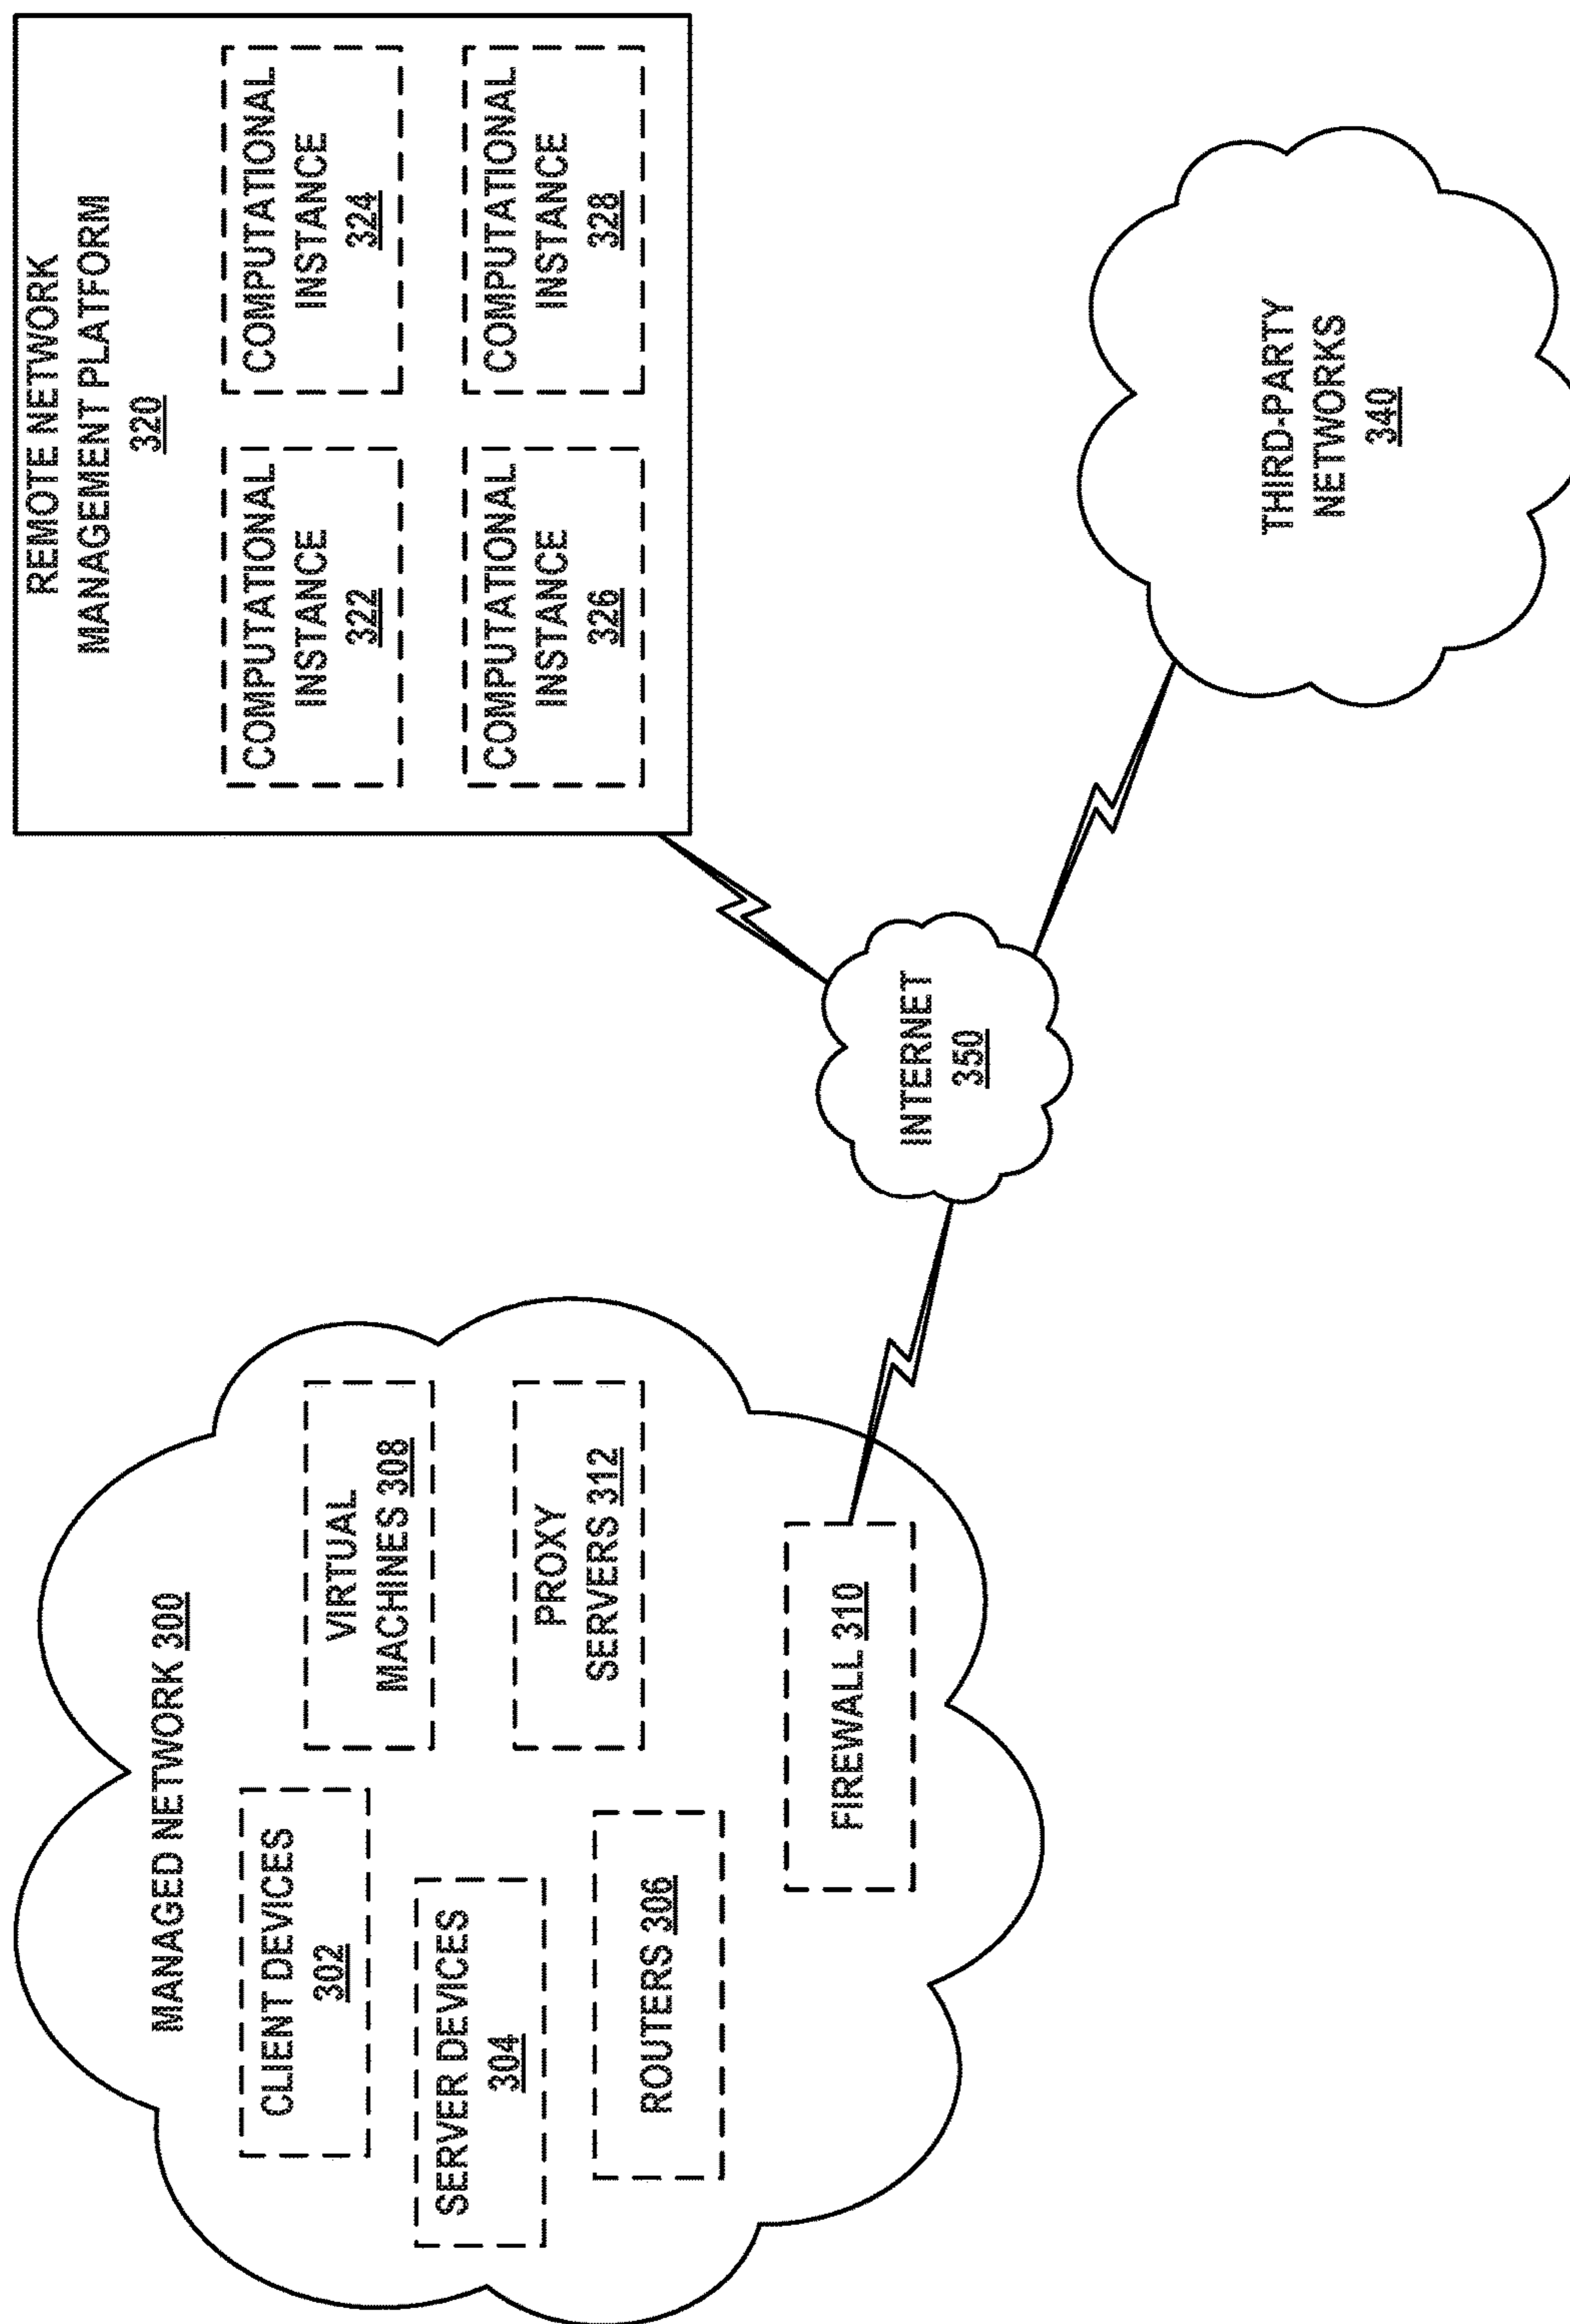 MANAGED NETWORK 300
CLIENT DEVICES
302
SERVER DEVICES
304
ROUTERS 306
VIRTUAL
MACHINES 308
PROXY
SERVERS 312
FIREWALL 310
INTERNET
350
REMOTE NETWORK
MANAGEMENT PLATFORM
320
COMPUTATIONAL
INSTANCE
322
COMPUTATIONAL
INSTANCE
324
COMPUTATIONAL
INSTANCE
326
COMPUTATIONAL
INSTANCE
328
THIRD-PARTY
NETWORKS
340